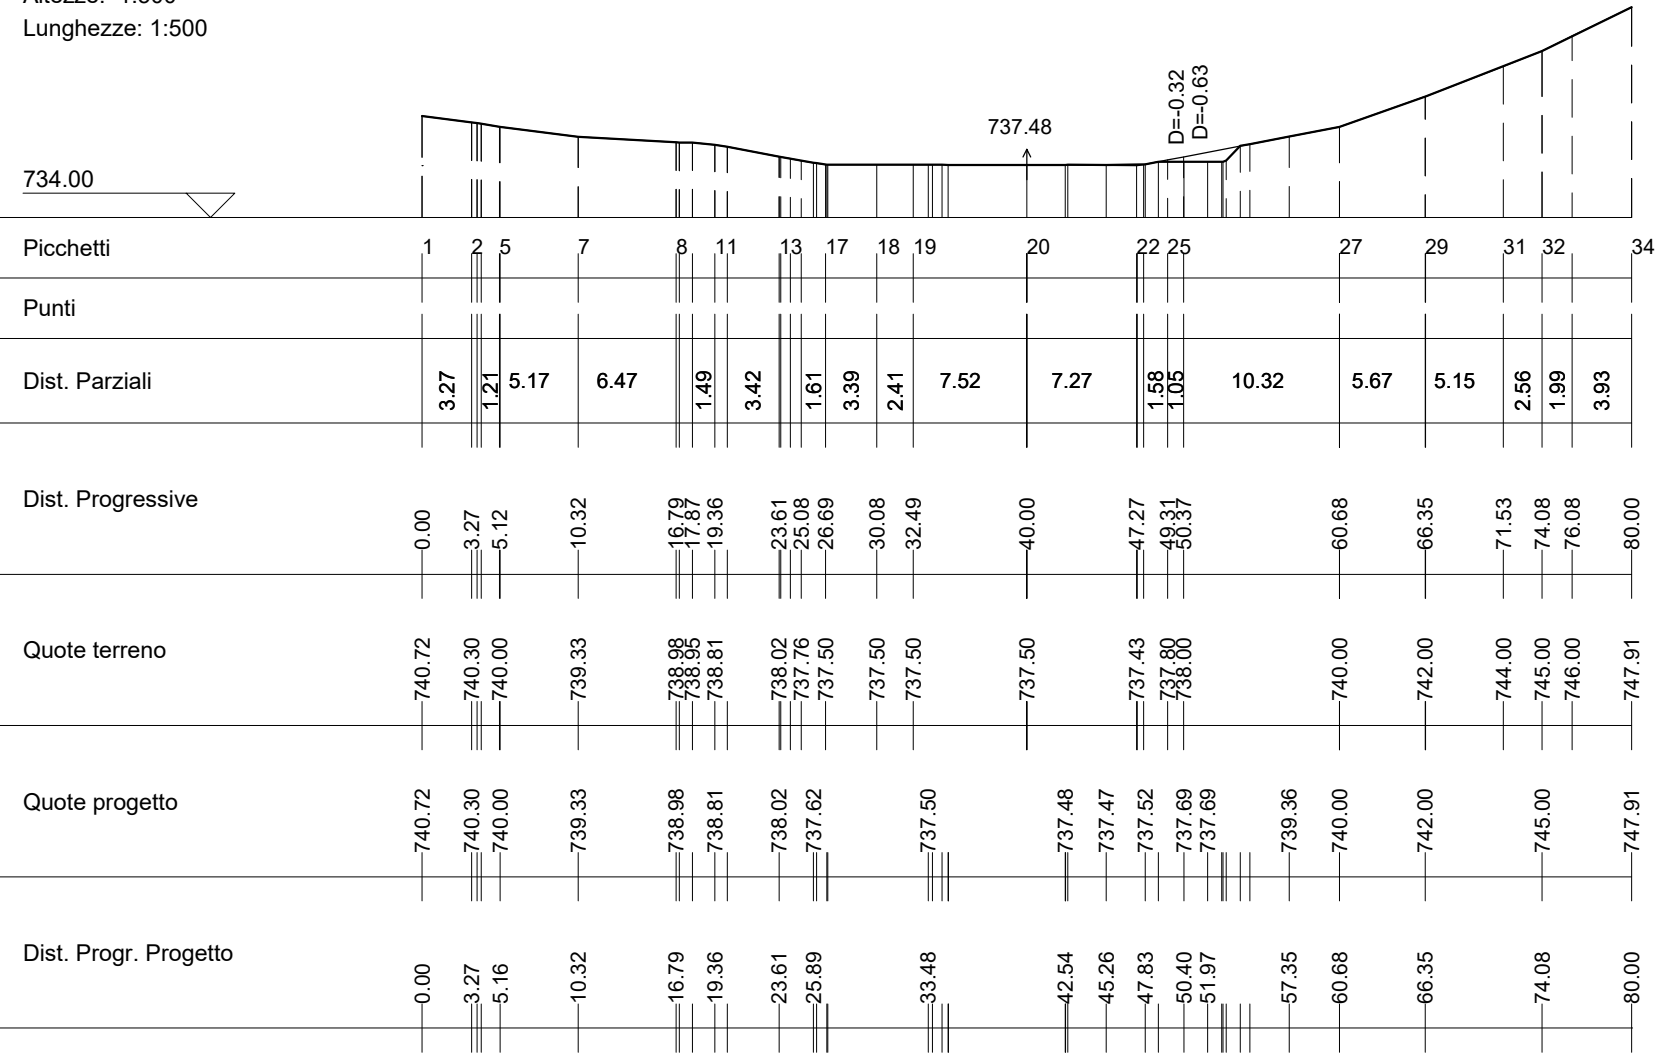 Lunghezze: 1:500
D=-0.32
D=-0.63
737.48
734.00
Picchetti 1 2 5 7 8 11 13 17 18 19 20 22 25 27 29 31 32 34
Punti
Dist. Parziali 3.27 1.21 5.17 6.47 1.49 3.42 1.61 3.39 2.41 7.52 7.27 1.58 1.05 10.32 5.67 5.15 2.56 1.99 3.93
Dist. Progressive 0.00 3.27 5.12 10.32 16.79 17.87 19.36 23.61 25.08 26.69 30.08 32.49 40.00 47.27 49.31 50.37 60.68 66.35 71.53 74.08 76.08 80.00
Quote terreno 740.72 740.30 740.00 739.33 738.98 738.95 738.81 738.02 737.76 737.50 737.50 737.50 737.50 737.43 737.80 738.00 740.00 742.00 744.00 745.00 746.00 747.91
Quote progetto 740.72 740.30 740.00 739.33 738.98 738.81 738.02 737.62 737.50 737.48 737.47 737.52 737.69 737.69 739.36 740.00 742.00 745.00 747.91
Dist. Progr. Progetto 0.00 3.27 5.16 10.32 16.79 19.36 23.61 25.89 33.48 42.54 45.26 47.83 50.40 51.97 57.35 60.68 66.35 74.08 80.00